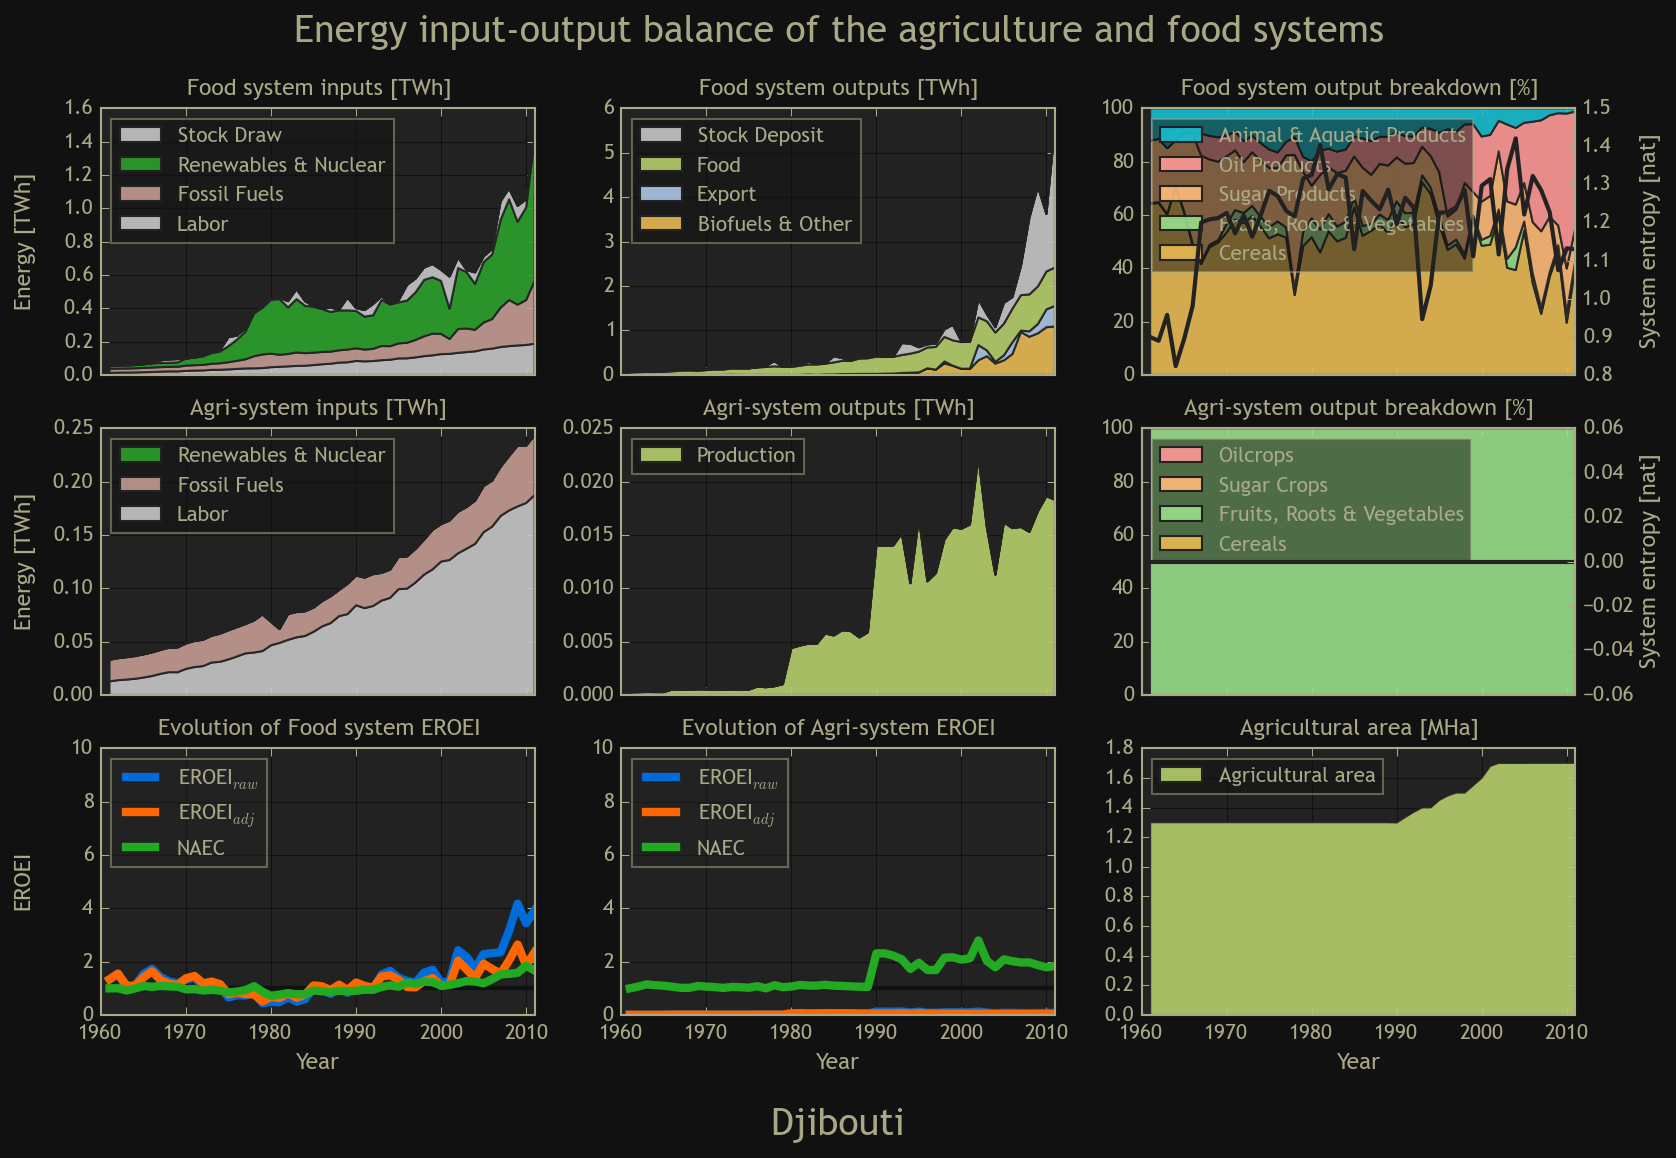 Energy input-output balance of the agriculture and food systems
Food system inputs [TWh]
Energy [TWh]
1.6
1.4
1.2
1.0
0.8
0.6
0.4
0.2
0.0
Stock Draw
Renewables & Nuclear
Fossil Fuels
Labor
Food system outputs [TWh]
6
5
4
3
2
1
0
Stock Deposit
Food
Export
Biofuels & Other
Food system output breakdown [%]
100
80
60
40
20
0
Animal & Aquatic Products
Oil Products
Sugar Products
Fruits, Roots & Vegetables
Cereals
1.5
1.4
1.3
1.2
1.1
1.0
0.9
0.8
System entropy [nat]
Agri-system inputs [TWh]
Energy [TWh]
0.25
0.20
0.15
0.10
0.05
0.00
Renewables & Nuclear
Fossil Fuels
Labor
Agri-system outputs [TWh]
0.025
0.020
0.015
0.010
0.005
0.000
Production
Agri-system output breakdown [%]
100
80
60
40
20
0
Oilcrops
Sugar Crops
Fruits, Roots & Vegetables
Cereals
0.06
0.04
0.02
0.00
−0.02
−0.04
−0.06
System entropy [nat]
Evolution of Food system EROEI
EROEI
10
8
6
4
2
0
EROEIraw
EROEIadj
NAEC
1960 1970 1980 1990 2000 2010
Year
Evolution of Agri-system EROEI
10
8
6
4
2
0
EROEIraw
EROEIadj
NAEC
1960 1970 1980 1990 2000 2010
Year
Agricultural area [MHa]
1.8
1.6
1.4
1.2
1.0
0.8
0.6
0.4
0.2
0.0
Agricultural area
1960 1970 1980 1990 2000 2010
Year
Djibouti